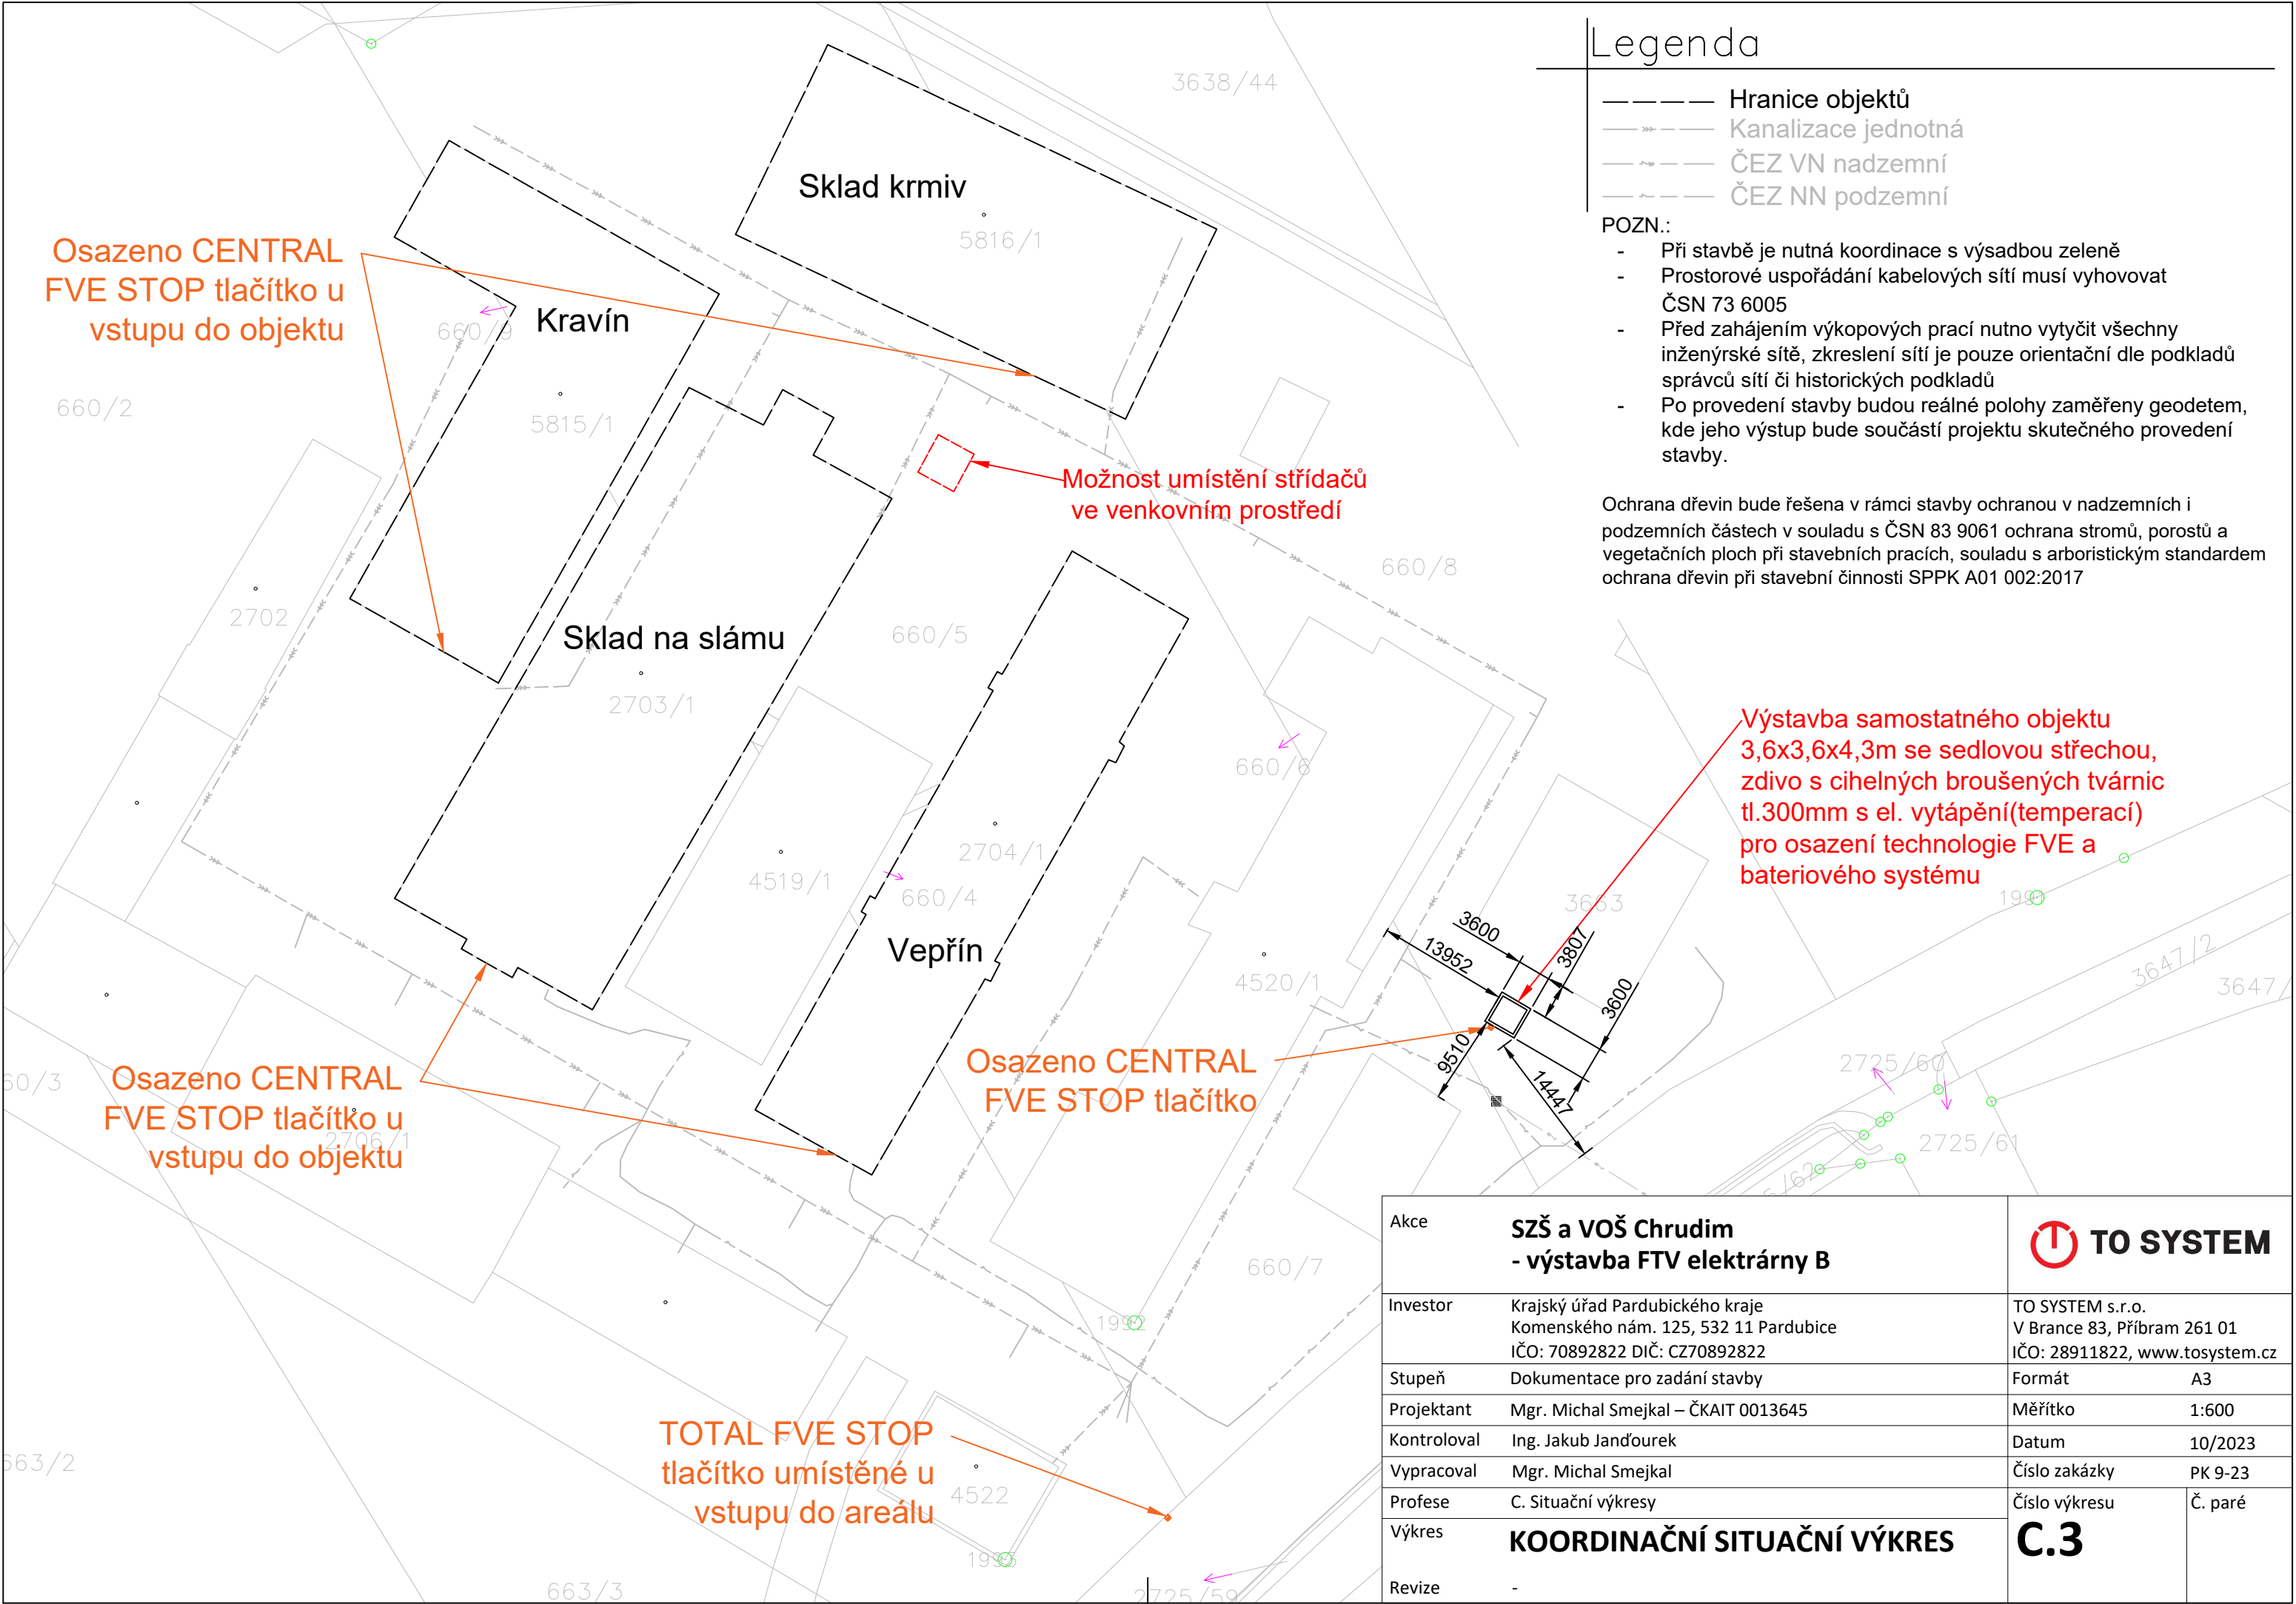 Legenda
Hranice objektů
Kanalizace jednotná
ČEZ VN nadzemní
ČEZ NN podzemní
POZN.:
- Při stavbě je nutná koordinace s výsadbou zeleně
- Prostorové uspořádání kabelových sítí musí vyhovovat
ČSN 73 6005
- Před zahájením výkopových prací nutno vytyčit všechny
inženýrské sítě, zkreslení sítí je pouze orientační dle podkladů
správců sítí či historických podkladů
- Po provedení stavby budou reálné polohy zaměřeny geodetem,
kde jeho výstup bude součástí projektu skutečného provedení
stavby.
Ochrana dřevin bude řešena v rámci stavby ochranou v nadzemních i
podzemních částech v souladu s ČSN 83 9061 ochrana stromů, porostů a
vegetačních ploch při stavebních pracích, souladu s arboristickým standardem
ochrana dřevin při stavební činnosti SPPK A01 002:2017
3638/44
Sklad krmiv
5816/1
Osazeno CENTRAL
FVE STOP tlačítko u
vstupu do objektu
660/9
Kravín
660/2
5815/1
Možnost umístění střídačů
ve venkovním prostředí
660/8
2702
Sklad na slámu
660/5
2703/1
660/6
Výstavba samostatného objektu
3,6x3,6x4,3m se sedlovou střechou,
zdivo s cihelných broušených tvárnic
tl.300mm s el. vytápění(temperací)
pro osazení technologie FVE a
bateriového systému
2704/1
4519/1
660/4
Vepřín
3663
3600
13952
3807
3600
9510
14447
4520/1
3647/2
3647/
Osazeno CENTRAL
FVE STOP tlačítko
Osazeno CENTRAL
FVE STOP tlačítko u
vstupu do objektu
60/3
2706/1
2725/60
2725/61
5/62
660/7
1992
TOTAL FVE STOP
tlačítko umístěné u
vstupu do areálu
4522
663/2
663/3
2725/59
Akce
SZŠ a VOŠ Chrudim
- výstavba FTV elektrárny B
TO SYSTEM
Investor
Krajský úřad Pardubického kraje
Komenského nám. 125, 532 11 Pardubice
IČO: 70892822 DIČ: CZ70892822
TO SYSTEM s.r.o.
V Brance 83, Příbram 261 01
IČO: 28911822, www.tosystem.cz
Stupeň Dokumentace pro zadání stavby
Formát A3
Projektant Mgr. Michal Smejkal – ČKAIT 0013645
Měřítko 1:600
Kontroloval Ing. Jakub Janďourek
Datum 10/2023
Vypracoval Mgr. Michal Smejkal
Číslo zakázky PK 9-23
Profese C. Situační výkresy
Číslo výkresu Č. paré
Výkres KOORDINAČNÍ SITUAČNÍ VÝKRES
C.3
Revize -